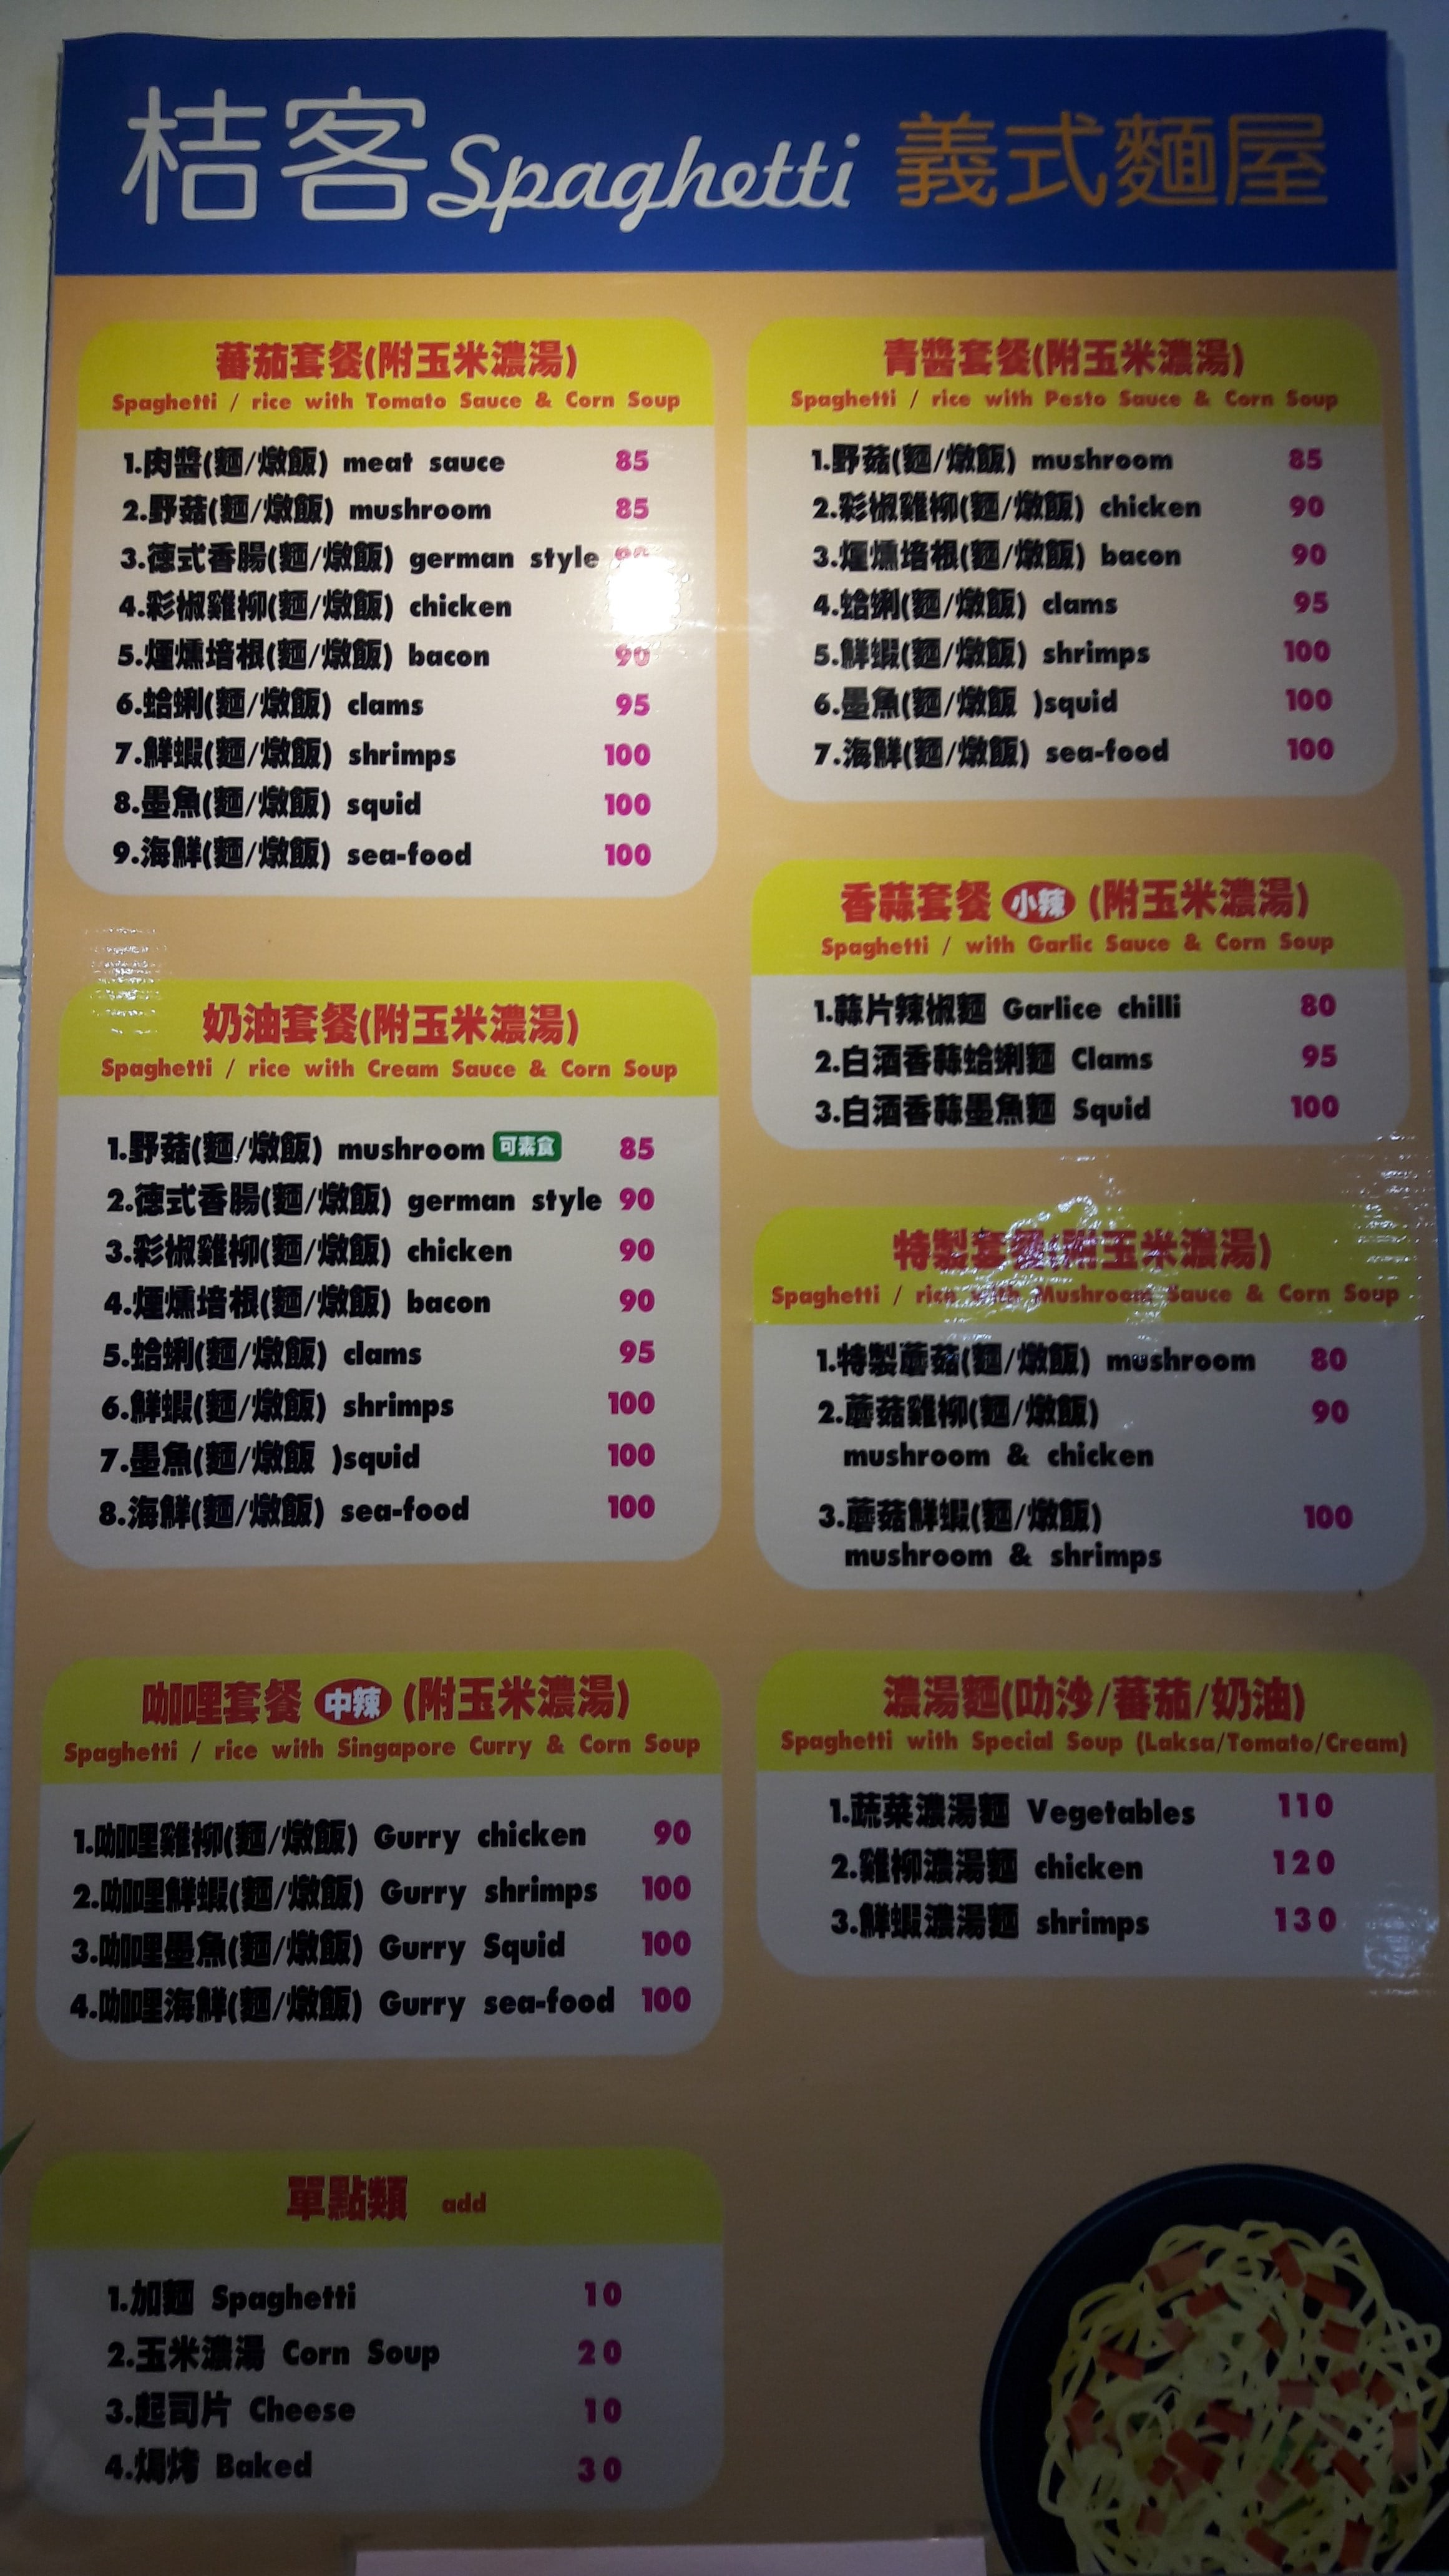 桔客Spaghetti 義式麵屋
蕃茄套餐(附玉米濃湯)
Spaghetti / rice with Tomato Sauce & Corn Soup
1.肉醬(麵/燉飯) meat sauce 85
2.野菇(麵/燉飯) mushroom 85
3.德式香腸(麵/燉飯) german style
4.彩椒雞柳(麵/燉飯) chicken
5.煙燻培根(麵/燉飯) bacon 90
6.蛤蜊(麵/燉飯) clams 95
7.鮮蝦(麵/燉飯) shrimps 100
8.墨魚(麵/燉飯) squid 100
9.海鮮(麵/燉飯) sea-food 100
奶油套餐(附玉米濃湯)
Spaghetti / rice with Cream Sauce & Corn Soup
1.野菇(麵/燉飯) mushroom 可素食 85
2.德式香腸(麵/燉飯) german style 90
3.彩椒雞柳(麵/燉飯) chicken 90
4.煙燻培根(麵/燉飯) bacon 90
5.蛤蜊(麵/燉飯) clams 95
6.鮮蝦(麵/燉飯) shrimps 100
7.墨魚(麵/燉飯 )squid 100
8.海鮮(麵/燉飯) sea-food 100
咖哩套餐 中辣 (附玉米濃湯)
Spaghetti / rice with Singapore Curry & Corn Soup
1.咖哩雞柳(麵/燉飯) Gurry chicken 90
2.咖哩鮮蝦(麵/燉飯) Gurry shrimps 100
3.咖哩墨魚(麵/燉飯) Gurry Squid 100
4.咖哩海鮮(麵/燉飯) Gurry sea-food 100
單點類 add
1.加麵 Spaghetti 10
2.玉米濃湯 Corn Soup 20
3.起司片 Cheese 10
4.焗烤 Baked 30
青醬套餐(附玉米濃湯)
Spaghetti / rice with Pesto Sauce & Corn Soup
1.野菇(麵/燉飯) mushroom 85
2.彩椒雞柳(麵/燉飯) chicken 90
3.煙燻培根(麵/燉飯) bacon 90
4.蛤蜊(麵/燉飯) clams 95
5.鮮蝦(麵/燉飯) shrimps 100
6.墨魚(麵/燉飯 )squid 100
7.海鮮(麵/燉飯) sea-food 100
香蒜套餐 小辣 (附玉米濃湯)
Spaghetti / with Garlic Sauce & Corn Soup
1.蒜片辣椒麵 Garlice chilli 80
2.白酒香蒜蛤蜊麵 Clams 95
3.白酒香蒜墨魚麵 Squid 100
特製套餐(附玉米濃湯)
Spaghetti / rice with Mushroom Sauce & Corn Soup
1.特製蘑菇(麵/燉飯) mushroom 80
2.蘑菇雞柳(麵/燉飯) 90
mushroom & chicken
3.蘑菇鮮蝦(麵/燉飯) 100
mushroom & shrimps
濃湯麵(叻沙/蕃茄/奶油)
Spaghetti with Special Soup (Laksa/Tomato/Cream)
1.蔬菜濃湯麵 Vegetables 110
2.雞柳濃湯麵 chicken 120
3.鮮蝦濃湯麵 shrimps 130